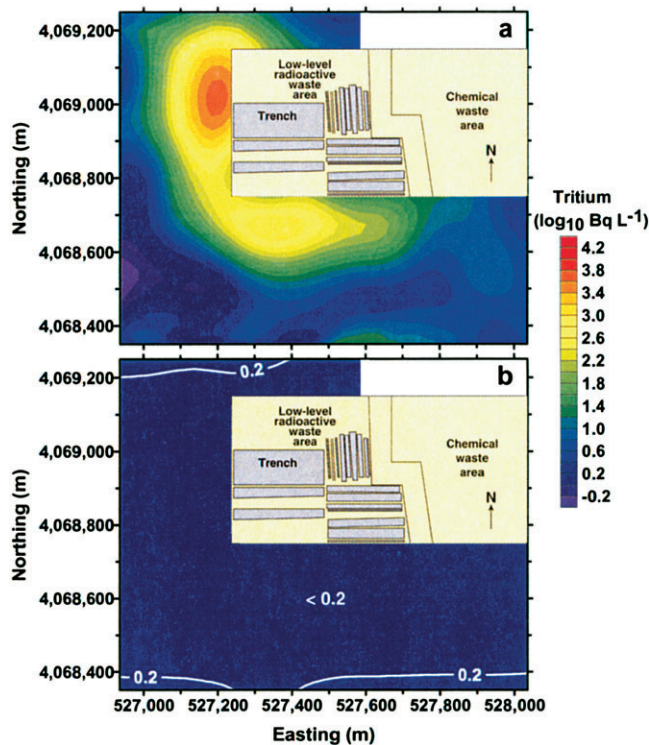 4,069,200
4,069,000
4,068,800
4,068,600
4,068,400
Northing (m)
a
Low-level
radioactive
waste area
Trench
Chemical
waste
area
N
Tritium
(log10 Bq L-1)
4.2
3.4
2.6
2.2
1.8
1.4
1.0
0.6
0.2
-0.2
4,069,200
4,069,000
4,068,800
4,068,600
4,068,400
Northing (m)
b
0.2
Low-level
radioactive
waste area
Trench
Chemical
waste
area
N
< 0.2
0.2
0.2
527,000 527,200 527,400 527,600 527,800 528,000
Easting (m)